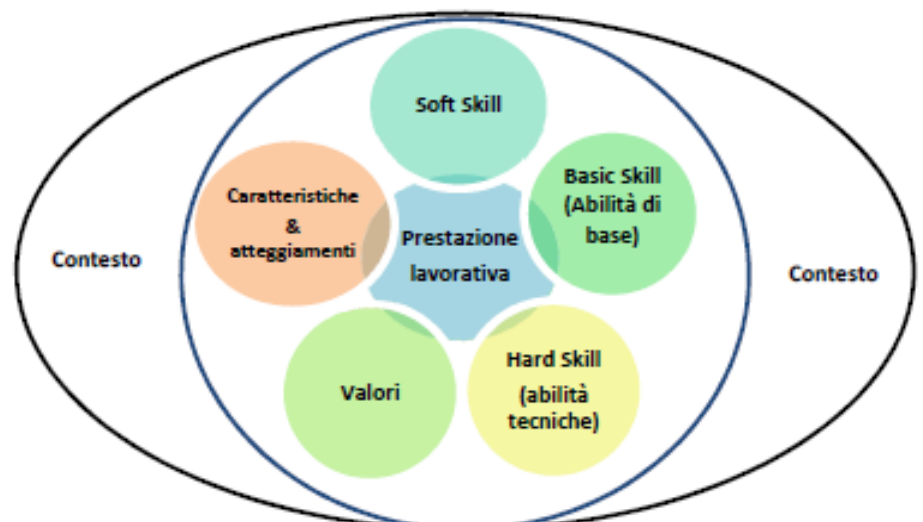 Soft Skill
Basic Skill
(Abilità di
base)
Caratteristiche
&
atteggiamenti
Prestazione
lavorativa
Contesto
Contesto
Hard Skill
(abilità
tecniche)
Valori